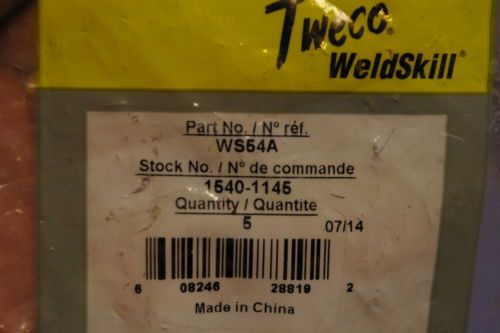 Tweco®
WeldSkill®
Part No. / Nº réf.
WS54A
Stock No. / Nº de commande
1540-1145
Quantity / Quantite
5
07/14
6 08246 28819 2
Made in China